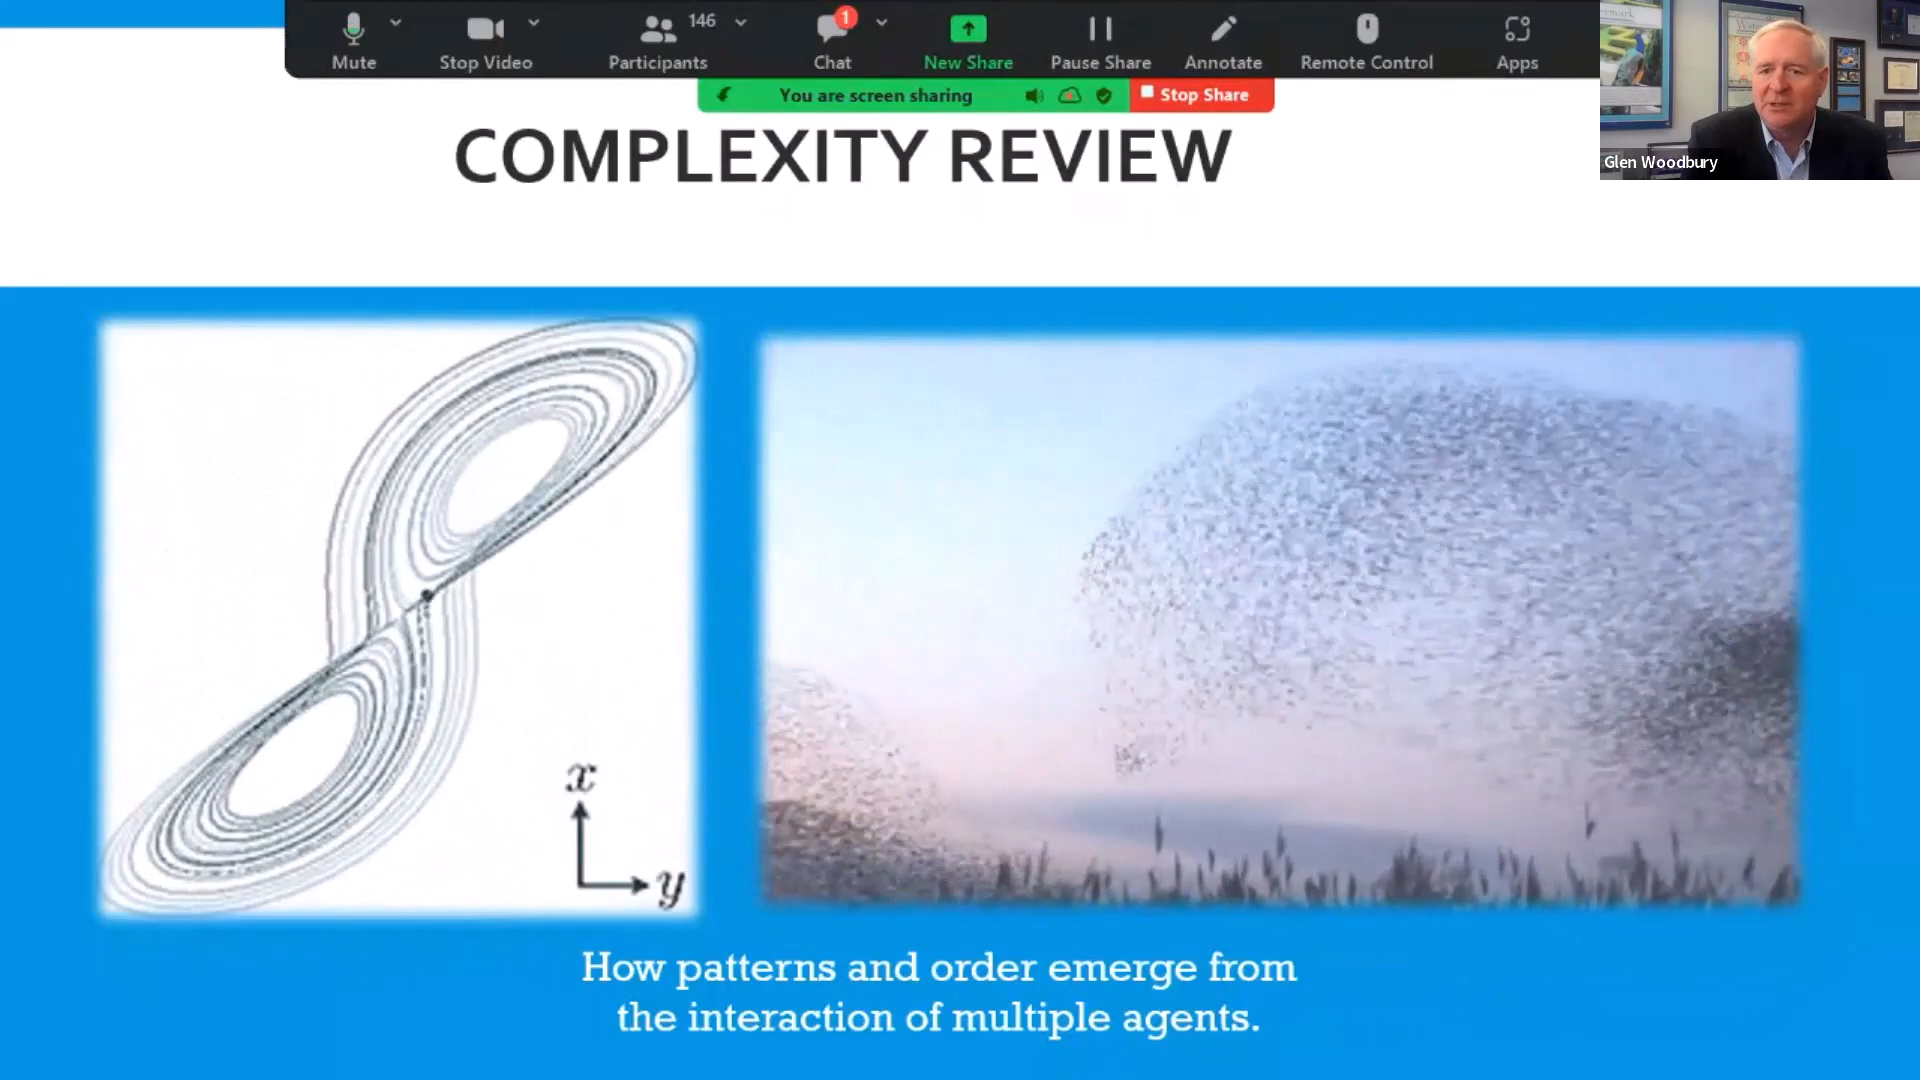 Mute
Stop Video
Participants
146
Chat
1
New Share
Pause Share
Annotate
Remote Control
Apps
You are screen sharing
Stop Share
Glen Woodbury
COMPLEXITY REVIEW
x
y
How patterns and order emerge from
the interaction of multiple agents.